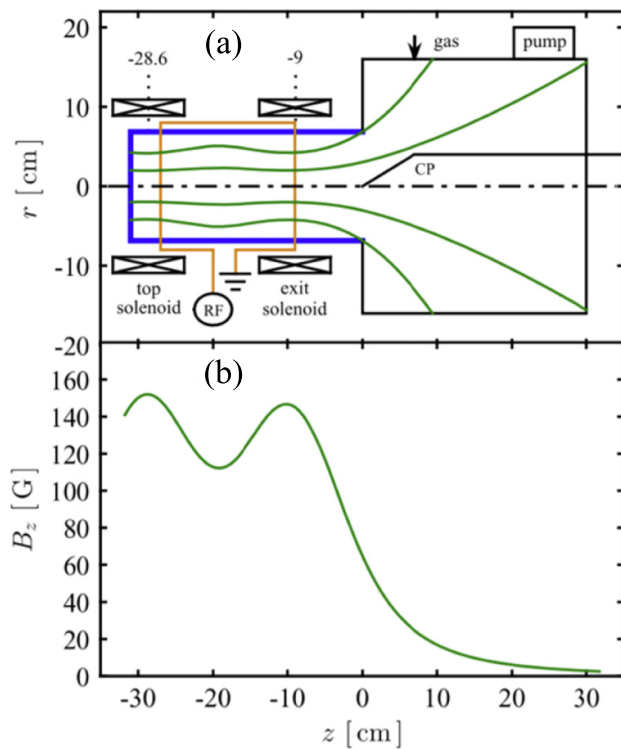 (a)
gas
pump
-28.6
-9
20
10
0
-10
-20
r [cm]
CP
top
solenoid
exit
solenoid
RF
(b)
160
140
120
100
80
60
40
20
0
B_z [G]
-30 -20 -10 0 10 20 30
z [cm]